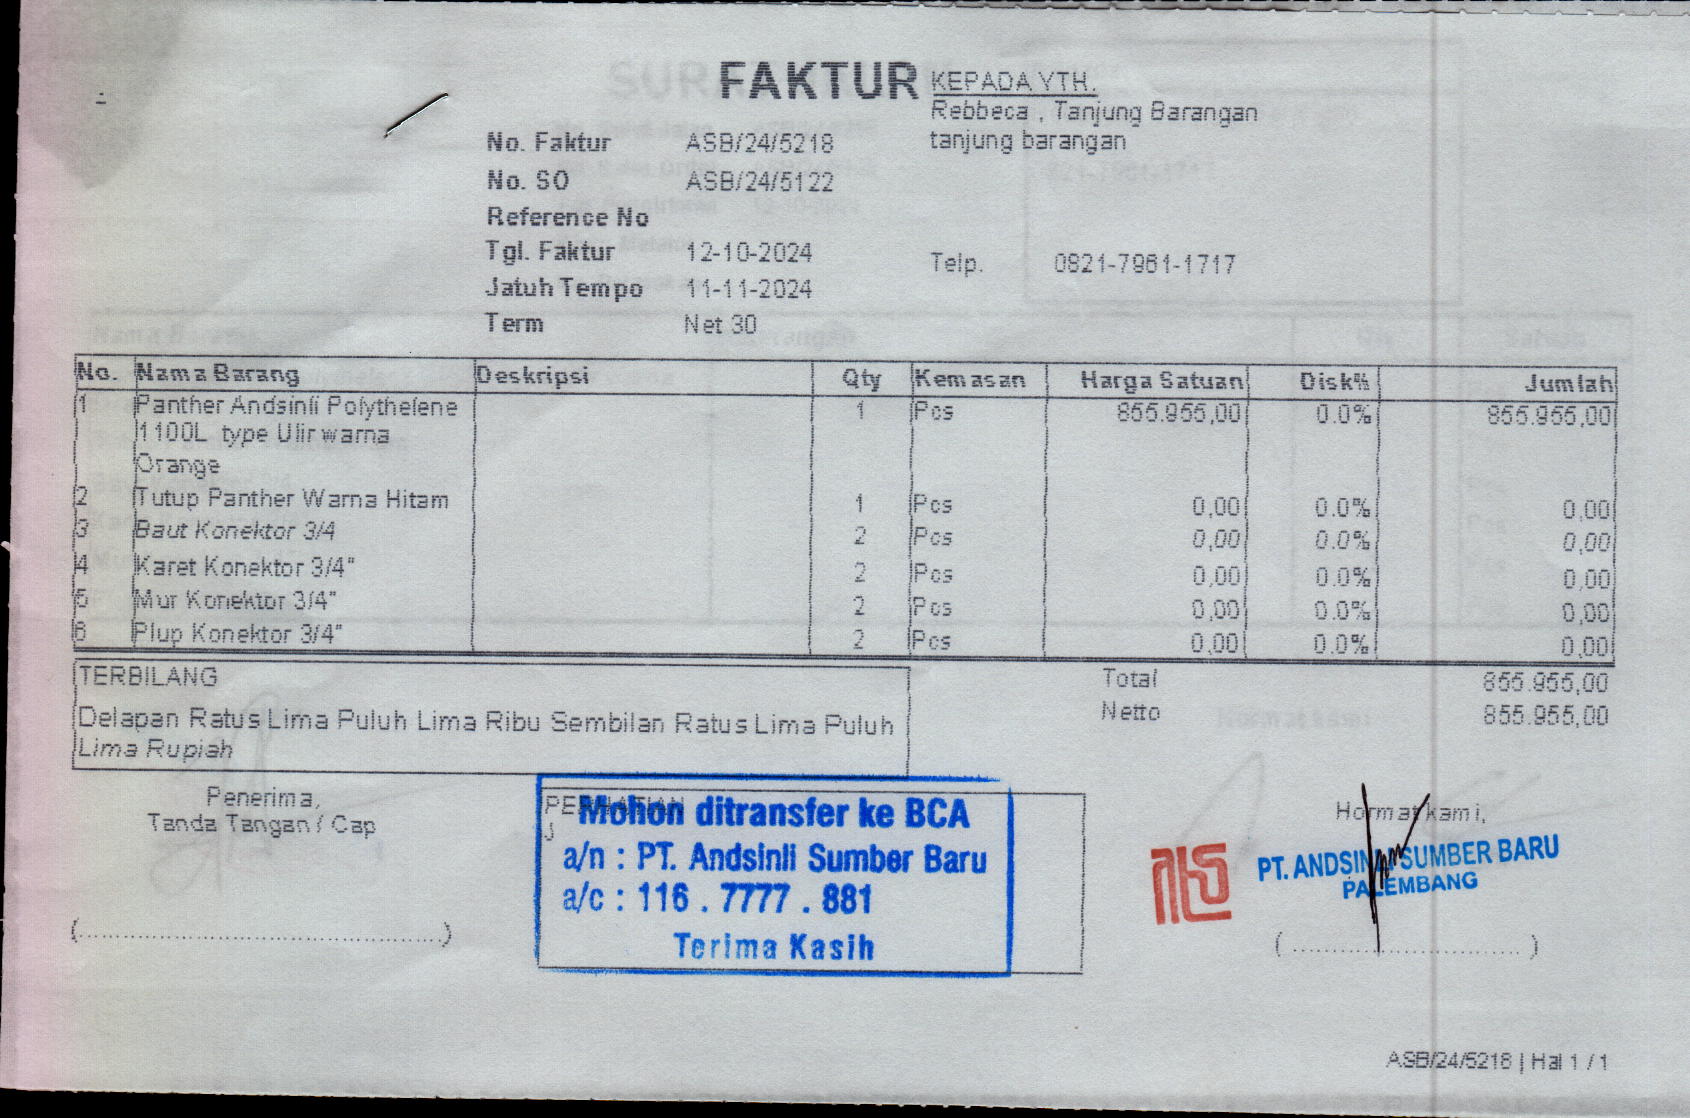 FAKTUR
KEPADA YTH.
Rebbeca , Tanjung Barangan
tanjung barangan
No. Faktur ASB/24/5218
No. SO ASB/24/5122
Reference No
Tgl. Faktur 12-10-2024
Jatuh Tempo 11-11-2024
Term Net 30
Telp. 0821-7961-1717
No. Nama Barang Deskripsi Qty Kemasan Harga Satuan Disk% Jumlah
1 Panther Andsinli Polythelene 1 Pcs 855.955,00 0.0% 855.955,00
1100L type Ulir warna
Orange
2 Tutup Panther Warna Hitam 1 Pcs 0,00 0.0% 0,00
3 Baut Konektor 3/4 2 Pcs 0,00 0.0% 0,00
4 Karet Konektor 3/4" 2 Pcs 0,00 0.0% 0,00
5 Mur Konektor 3/4" 2 Pcs 0,00 0.0% 0,00
6 Plup Konektor 3/4" 2 Pcs 0,00 0.0% 0,00
TERBILANG
Delapan Ratus Lima Puluh Lima Ribu Sembilan Ratus Lima Puluh
Lima Rupiah
Total 855.955,00
Netto 855.955,00
Penerima,
Tanda Tangan / Cap
(........................................)
PERHATIAN
Mohon ditransfer ke BCA
a/n : PT. Andsinli Sumber Baru
a/c : 116 . 7777 . 881
Terima Kasih
Hormat kami,
PT. ANDSINLI SUMBER BARU
PALEMBANG
(................................)
ASB/24/5218 | Hal 1 / 1